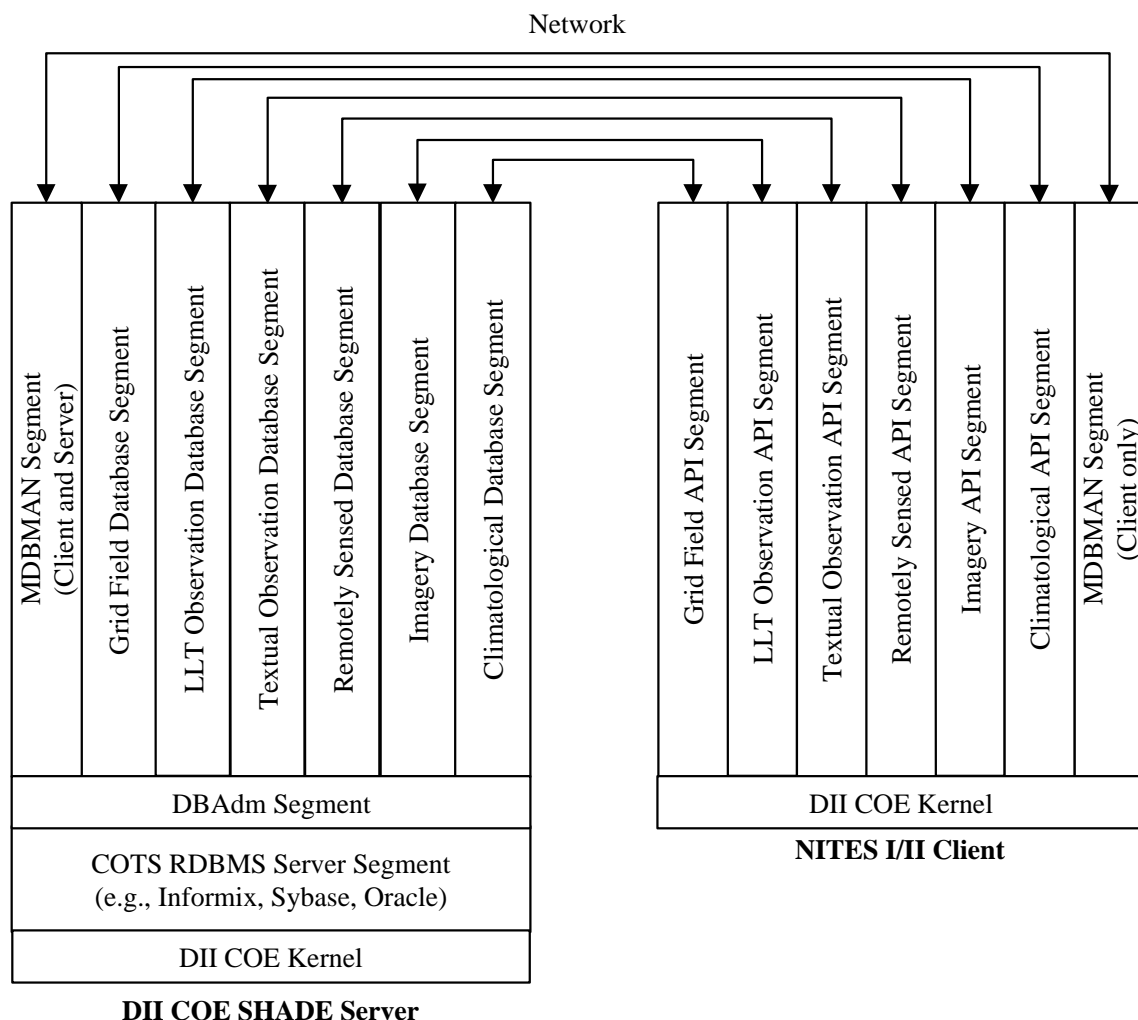 Network
MDBMAN Segment
(Client and Server)
Grid Field Database Segment
LLT Observation Database Segment
Textual Observation Database Segment
Remotely Sensed Database Segment
Imagery Database Segment
Climatological Database Segment
DBAdm Segment
COTS RDBMS Server Segment
(e.g., Informix, Sybase, Oracle)
DII COE Kernel
DII COE SHADE Server
Grid Field API Segment
LLT Observation API Segment
Textual Observation API Segment
Remotely Sensed API Segment
Imagery API Segment
Climatological API Segment
MDBMAN Segment
(Client only)
DII COE Kernel
NITES I/II Client